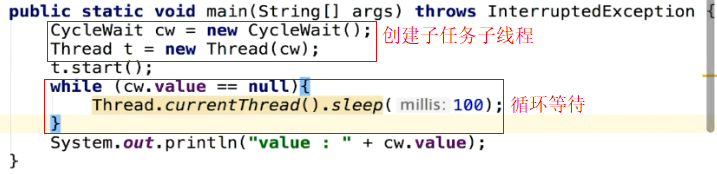 public static void main(String[] args) throws InterruptedException {
CycleWait cw = new CycleWait(); 创建子任务子线程
Thread t = new Thread(cw);
t.start();
while (cw.value == null){
Thread.currentThread().sleep( millis: 100); 循环等待
}
System.out.println("value : " + cw.value);
}